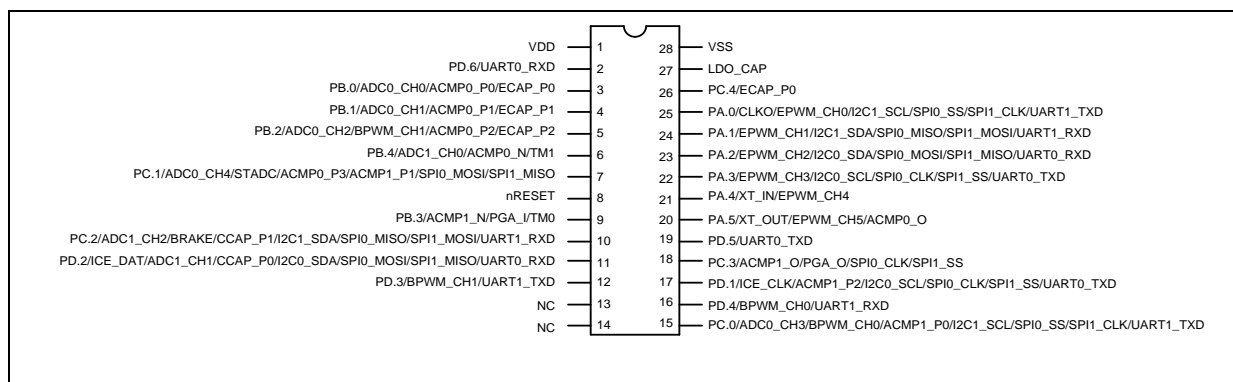 VDD 1 28 VSS
PD.6/UART0_RXD 2 27 LDO_CAP
PB.0/ADC0_CH0/ACMP0_P0/ECAP_P0 3 26 PC.4/ECAP_P0
PB.1/ADC0_CH1/ACMP0_P1/ECAP_P1 4 25 PA.0/CLKO/EPWM_CH0/I2C1_SCL/SPI0_SS/SPI1_CLK/UART1_TXD
PB.2/ADC0_CH2/BPWM_CH1/ACMP0_P2/ECAP_P2 5 24 PA.1/EPWM_CH1/I2C1_SDA/SPI0_MISO/SPI1_MOSI/UART1_RXD
PB.4/ADC1_CH0/ACMP0_N/TM1 6 23 PA.2/EPWM_CH2/I2C0_SDA/SPI0_MOSI/SPI1_MISO/UART0_RXD
PC.1/ADC0_CH4/STADC/ACMP0_P3/ACMP1_P1/SPI0_MOSI/SPI1_MISO 7 22 PA.3/EPWM_CH3/I2C0_SCL/SPI0_CLK/SPI1_SS/UART0_TXD
nRESET 8 21 PA.4/XT_IN/EPWM_CH4
PB.3/ACMP1_N/PGA_I/TM0 9 20 PA.5/XT_OUT/EPWM_CH5/ACMP0_O
PC.2/ADC1_CH2/BRAKE/CCAP_P1/I2C1_SDA/SPI0_MISO/SPI1_MOSI/UART1_RXD 10 19 PD.5/UART0_TXD
PD.2/ICE_DAT/ADC1_CH1/CCAP_P0/I2C0_SDA/SPI0_MOSI/SPI1_MISO/UART0_RXD 11 18 PC.3/ACMP1_O/PGA_O/SPI0_CLK/SPI1_SS
PD.3/BPWM_CH1/UART1_TXD 12 17 PD.1/ICE_CLK/ACMP1_P2/I2C0_SCL/SPI0_CLK/SPI1_SS/UART0_TXD
NC 13 16 PD.4/BPWM_CH0/UART1_RXD
NC 14 15 PC.0/ADC0_CH3/BPWM_CH0/ACMP1_P0/I2C1_SCL/SPI0_SS/SPI1_CLK/UART1_TXD